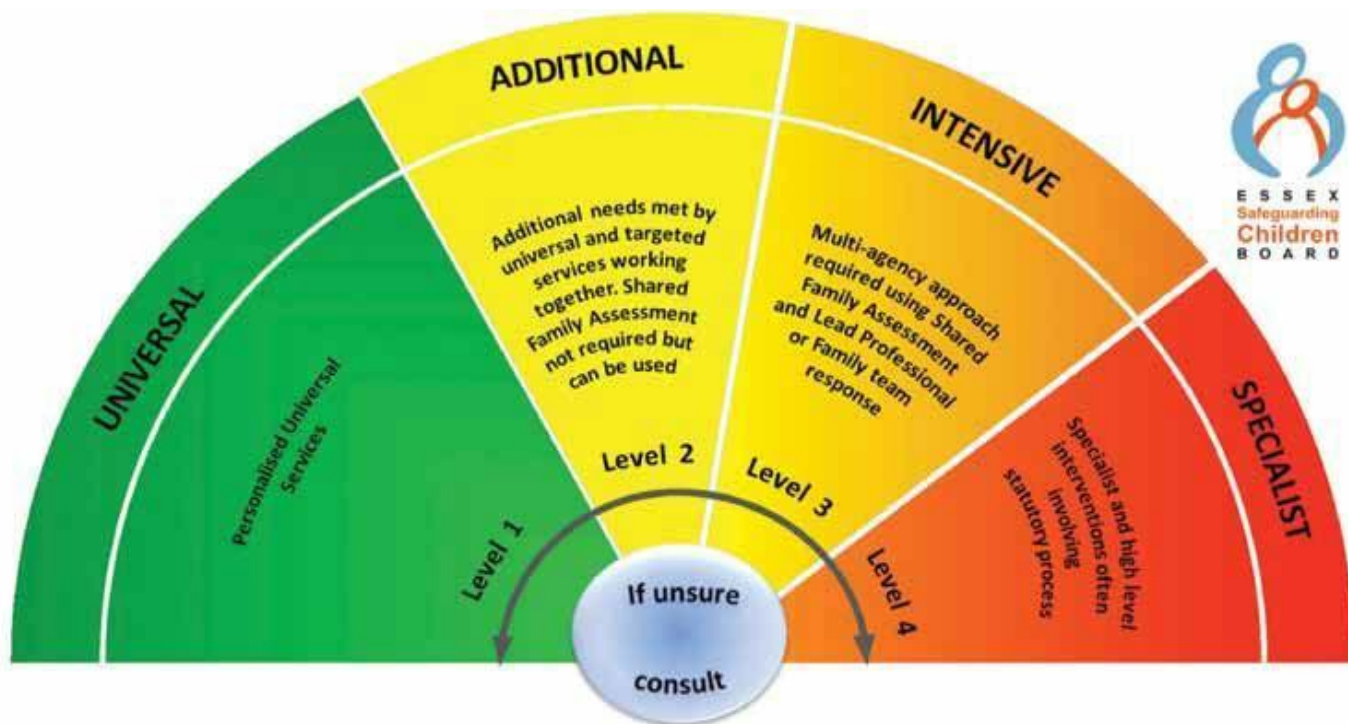 UNIVERSAL
Personalised Universal
Services
Level 1
ADDITIONAL
Additional needs met by
universal and targeted
services working
together. Shared
Family Assessment
not required but
can be used
Level 2
INTENSIVE
Multi-agency approach
required using Shared
Family Assessment
and Lead Professional
or Family team
response
Level 3
SPECIALIST
Specialist and high level
interventions often
involving
statutory process
Level 4
If unsure
consult
ESSEX
Safeguarding
Children
BOARD